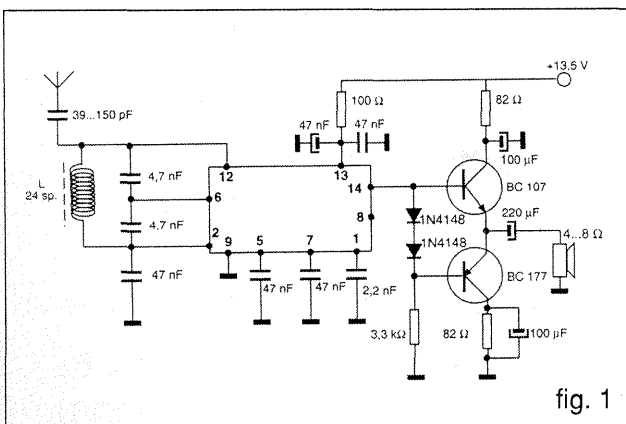 +13,5 V
39...150 pF
100 Ω
82 Ω
47 nF
47 nF
100 µF
L
24 sp.
4,7 nF
12
13
14
BC 107
6
8
220 µF
4...8 Ω
1N4148
4,7 nF
2
9
5
7
1
1N4148
BC 177
47 nF
47 nF
47 nF
2,2 nF
3,3 kΩ
82 Ω
100 µF
fig. 1